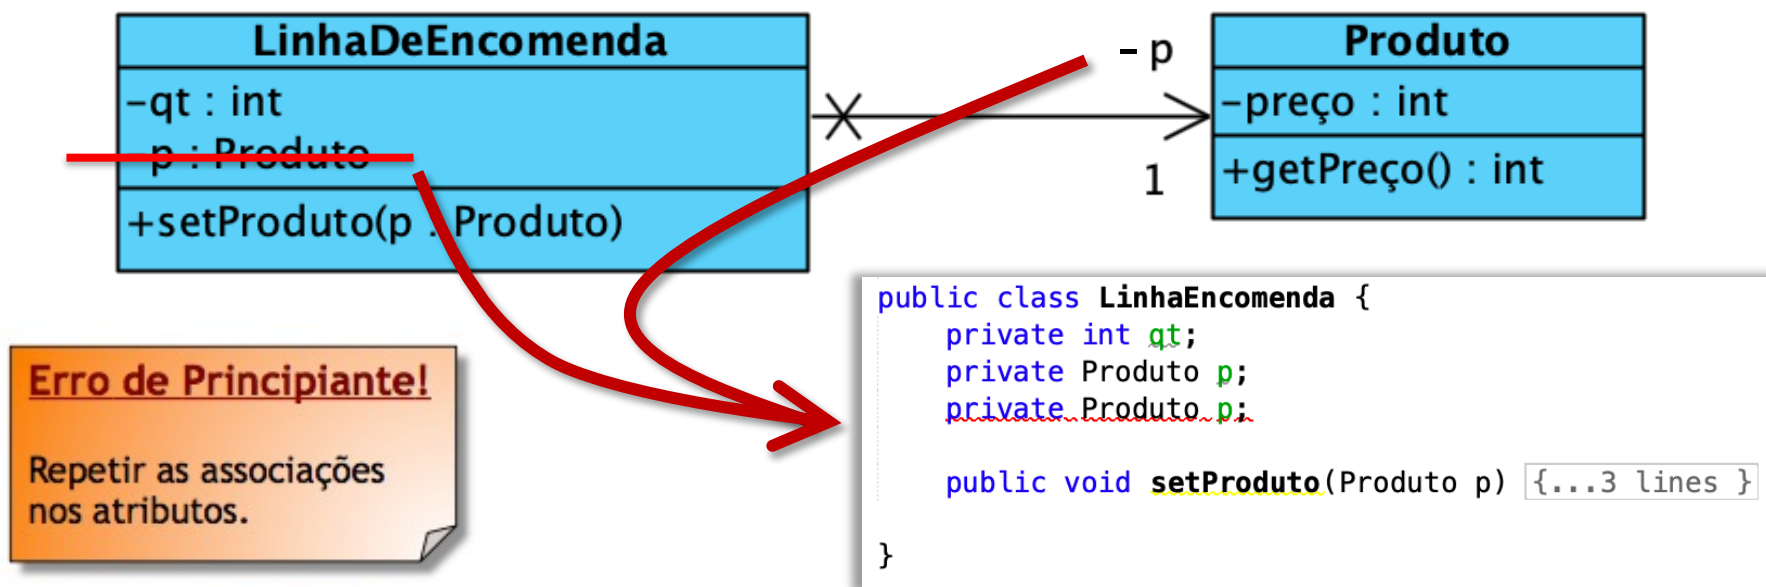 LinhaDeEncomenda
-qt : int
-p : Produto
+setProduto(p : Produto)
-p
1
Produto
-preço : int
+getPreço() : int
Erro de Principiante!
Repetir as associações
nos atributos.
public class LinhaEncomenda {
private int qt;
private Produto p;
private Produto p;
public void setProduto(Produto p) {...3 lines }
}